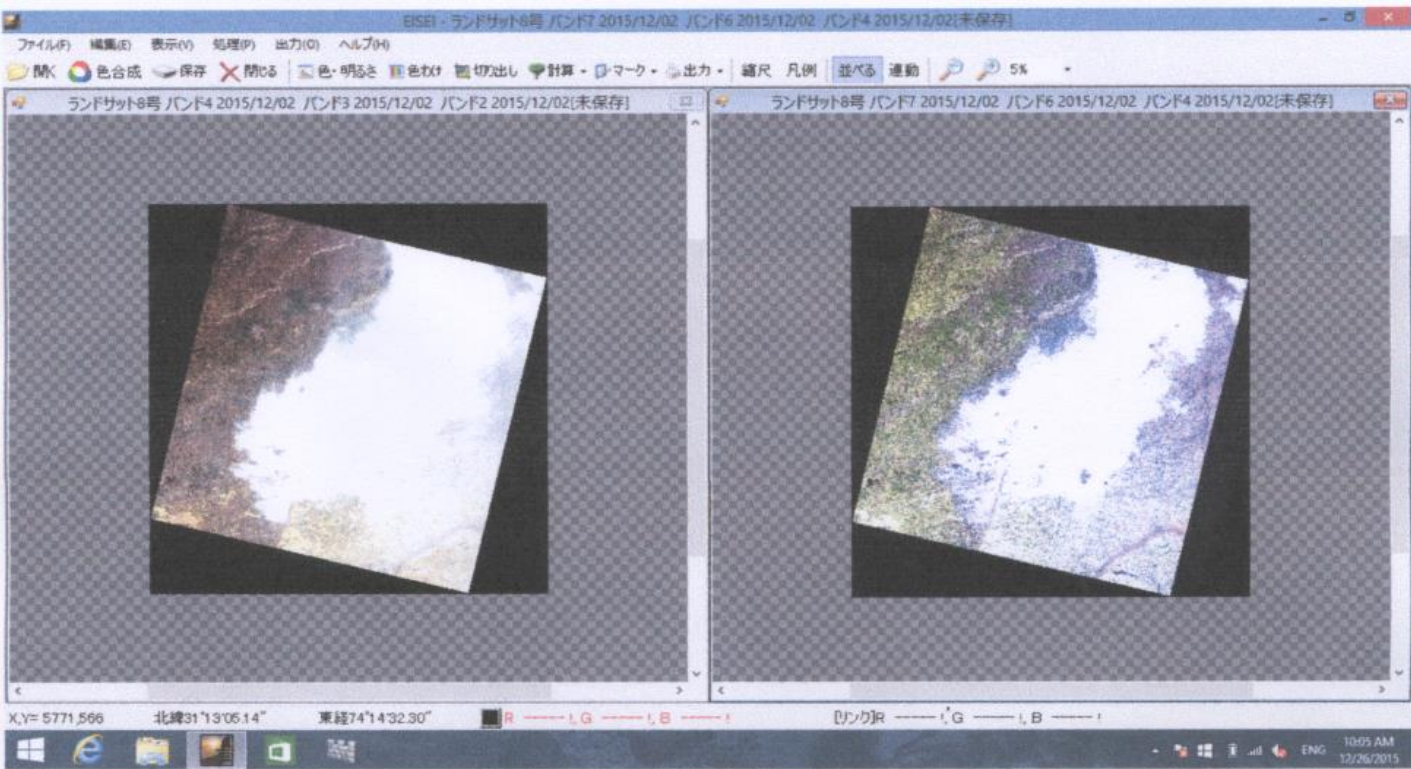 EISEI - ランドサット8号 バンド7 2015/12/02 バンド6 2015/12/02 バンド4 2015/12/02[未保存]
ファイル(F) 編集(E) 表示(V) 処理(P) 出力(O) ヘルプ(H)
開く 色合成 保存 閉じる 色・明るさ 色わけ 切り出し 計算 マーク 出力 縮尺 凡例 並べる 連動 5%
ランドサット8号 バンド4 2015/12/02 バンド3 2015/12/02 バンド2 2015/12/02[未保存]
ランドサット8号 バンド7 2015/12/02 バンド6 2015/12/02 バンド4 2015/12/02[未保存]
X,Y= 5771,566 北緯31°13'05.14" 東経74°14'32.30" R -----!, G -----!, B -----! [リンク]R -----!, G -----!, B -----!
ENG 10:05 AM
12/26/2015